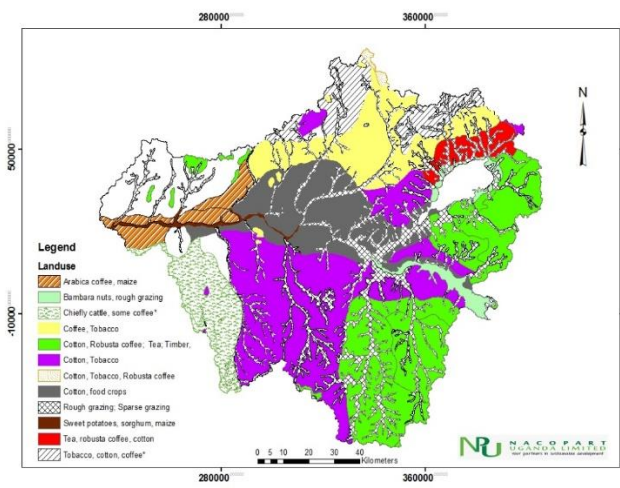 280000 360000
N
50000 50000
Legend
Landuse
Arabica coffee, maize
Bambara nuts, rough grazing
Chiefly cattle, some coffee*
Coffee, Tobacco
Cotton, Robusta coffee; Tea; Timber,
Cotton, Tobacco
Cotton, Tobacco, Robusta coffee
Cotton, food crops
Rough grazing; Sparse grazing
Sweet potatoes, sorghum, maize
Tea, robusta coffee, cotton
Tobacco, cotton, coffee*
-10000 -10000
0 5 10 20 30 40
Kilometers
NPU NACOPART
UGANDA LIMITED
280000 360000